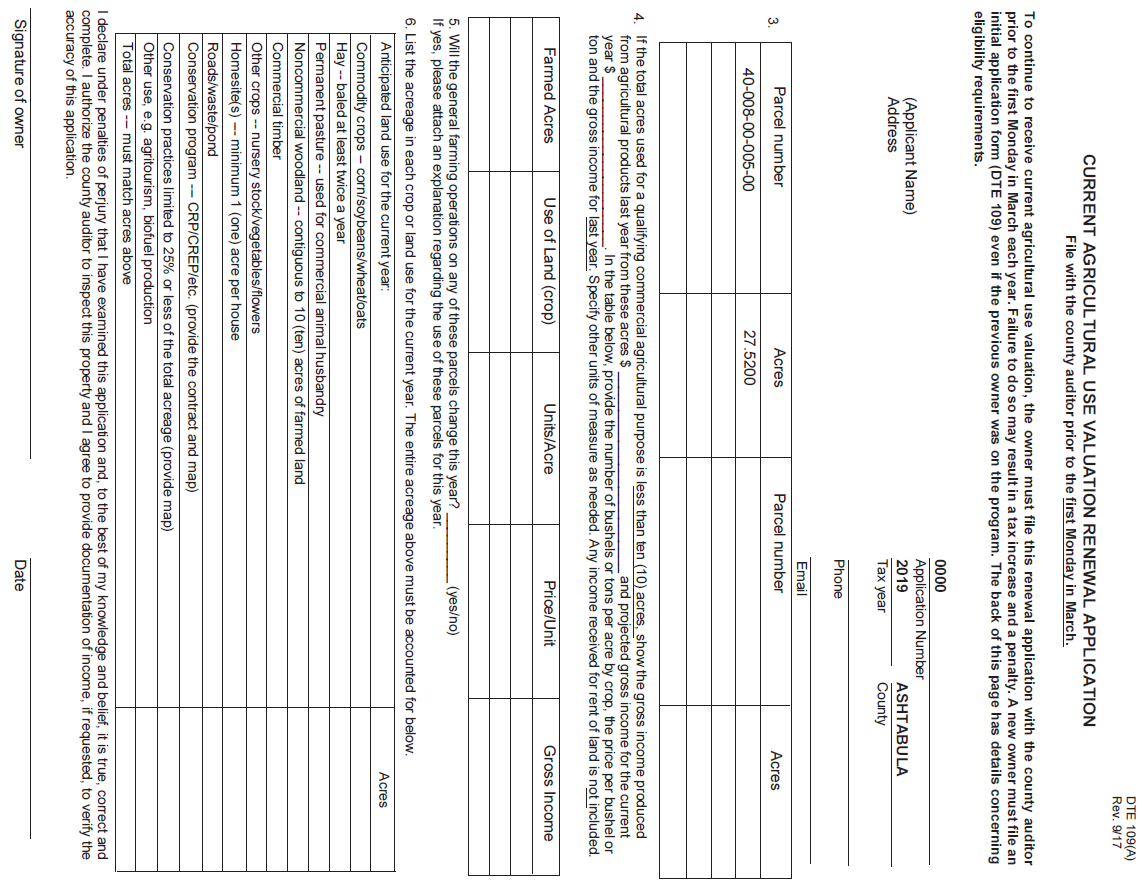 DTE 109(A)
Rev. 9/17
CURRENT AGRICULTURAL USE VALUATION RENEWAL APPLICATION
File with the county auditor prior to the first Monday in March.
To continue to receive current agricultural use valuation, the owner must file this renewal application with the county auditor
prior to the first Monday in March each year. Failure to do so may result in a tax increase and a penalty. A new owner must file an
initial application form (DTE 109) even if the previous owner was on the program. The back of this page has details concerning
eligibility requirements.
0000
Application Number
(Applicant Name)
Address
2019 ASHTABULA
Tax year County
Phone
Email
3.
Parcel number Acres Parcel number Acres
40-008-00-005-00 27.5200
4. If the total acres used for a qualifying commercial agricultural purpose is less than ten (10) acres, show the gross income produced
from agricultural products last year from these acres $ and projected gross income for the current
year $ . In the table below, provide the number of bushels or tons per acre by crop, the price per bushel or
ton and the gross income for last year. Specify other units of measure as needed. Any income received for rent of land is not included.
Farmed Acres Use of Land (crop) Units/Acre Price/Unit Gross Income
5. Will the general farming operations on any of these parcels change this year? (yes/no)
If yes, please attach an explanation regarding the use of these parcels for this year.
6. List the acreage in each crop or land use for the current year. The entire acreage above must be accounted for below.
Anticipated land use for the current year: Acres
Commodity crops – corn/soybeans/wheat/oats
Hay -- baled at least twice a year
Permanent pasture -- used for commercial animal husbandry
Noncommercial woodland -- contiguous to 10 (ten) acres of farmed land
Commercial timber
Other crops -- nursery stock/vegetables/flowers
Homesite(s) –- minimum 1 (one) acre per house
Roads/waste/pond
Conservation program –- CRP/CREP/etc. (provide the contract and map)
Conservation practices limited to 25% or less of the total acreage (provide map)
Other use, e.g. agritourism, biofuel production
Total acres –- must match acres above
I declare under penalties of perjury that I have examined this application and, to the best of my knowledge and belief, it is true, correct and
complete. I authorize the county auditor to inspect this property and I agree to provide documentation of income, if requested, to verify the
accuracy of this application.
Signature of owner Date